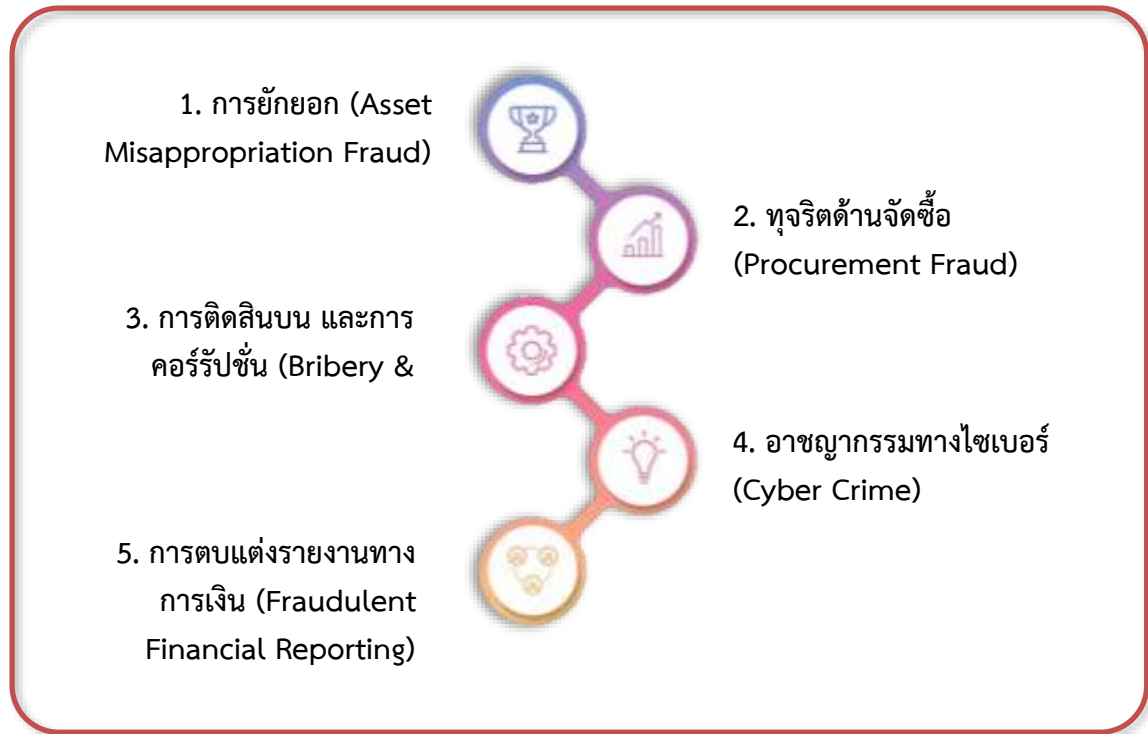 1. การยักยอก (Asset
Misappropriation Fraud)
2. ทุจริตด้านจัดซื้อ
(Procurement Fraud)
3. การติดสินบน และการ
คอร์รัปชั่น (Bribery &
4. อาชญากรรมทางไซเบอร์
(Cyber Crime)
5. การตบแต่งรายงานทาง
การเงิน (Fraudulent
Financial Reporting)